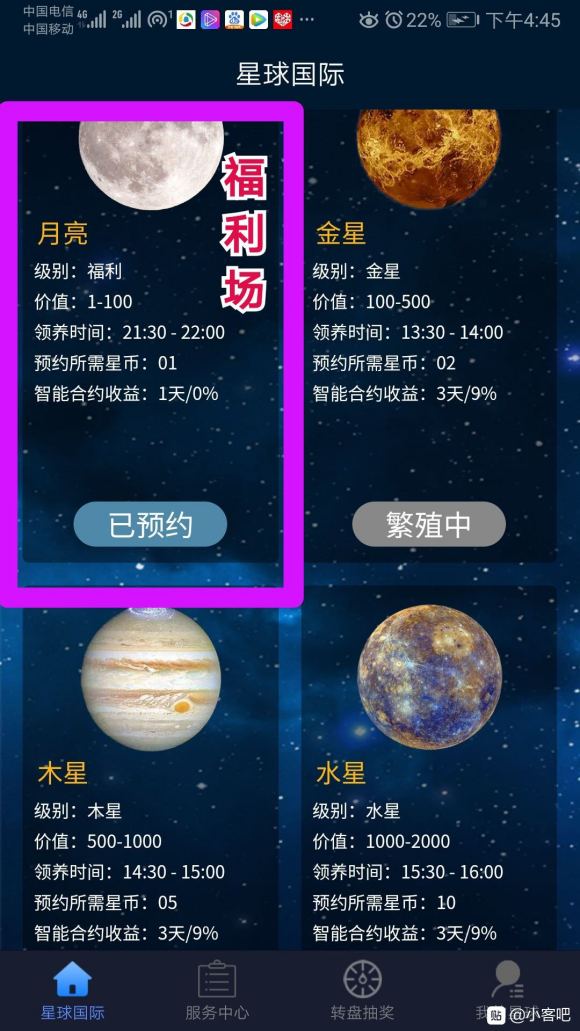 中国电信 4G 2G 1 22% 下午4:45
中国移动
星球国际
福利场
月亮
级别：福利
价值：1-100
领养时间：21:30 - 22:00
预约所需星币：01
智能合约收益：1天/0%
已预约
金星
级别：金星
价值：100-500
领养时间：13:30 - 14:00
预约所需星币：02
智能合约收益：3天/9%
繁殖中
木星
级别：木星
价值：500-1000
领养时间：14:30 - 15:00
预约所需星币：05
智能合约收益：3天/9%
水星
级别：水星
价值：1000-2000
领养时间：15:30 - 16:00
预约所需星币：10
智能合约收益：3天/9%
星球国际
服务中心
转盘抽奖
贴 @小客吧